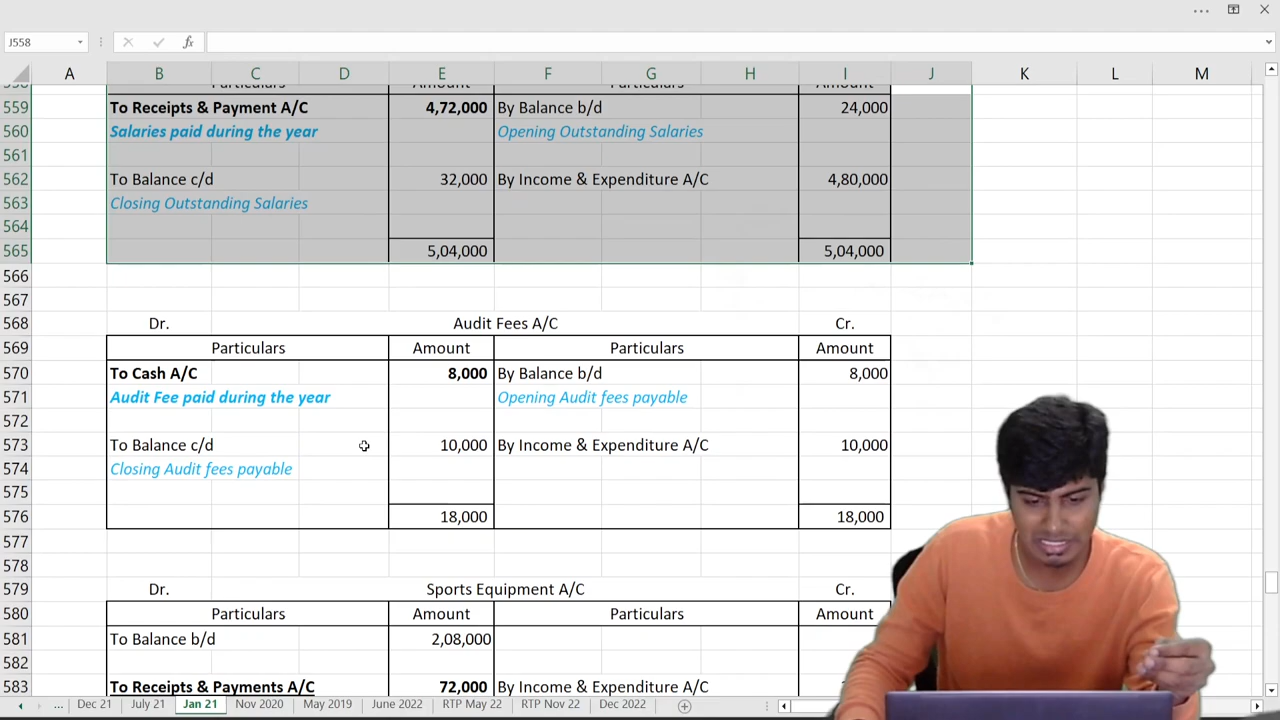 J558
fx
A B C D E F G H I J K L M
558 Particulars Amount Particulars Amount
559 To Receipts & Payment A/C 4,72,000 By Balance b/d 24,000
560 Salaries paid during the year Opening Outstanding Salaries
561
562 To Balance c/d 32,000 By Income & Expenditure A/C 4,80,000
563 Closing Outstanding Salaries
564
565 5,04,000 5,04,000
566
567
568 Dr. Audit Fees A/C Cr.
569 Particulars Amount Particulars Amount
570 To Cash A/C 8,000 By Balance b/d 8,000
571 Audit Fee paid during the year Opening Audit fees payable
572
573 To Balance c/d 10,000 By Income & Expenditure A/C 10,000
574 Closing Audit fees payable
575
576 18,000 18,000
577
578
579 Dr. Sports Equipment A/C Cr.
580 Particulars Amount Particulars Amount
581 To Balance b/d 2,08,000
582
583 To Receipts & Payments A/C 72,000 By Income & Expenditure A/C
... Dec 21 July 21 Jan 21 Nov 2020 May 2019 June 2022 RTP May 22 RTP Nov 22 Dec 2022